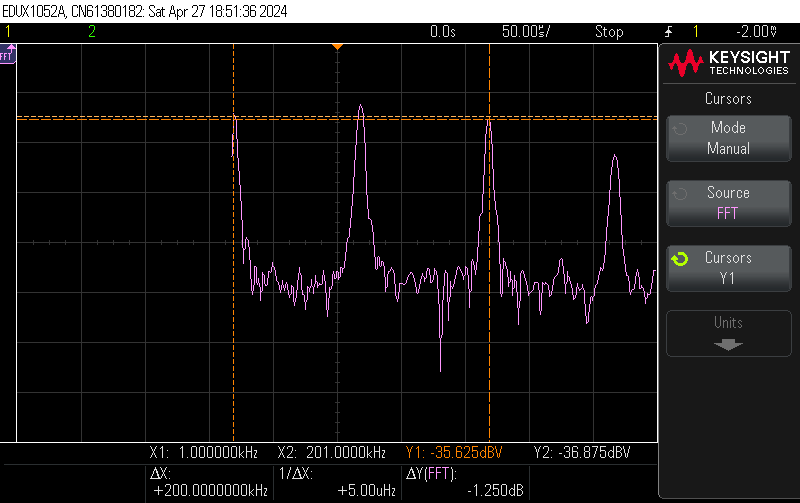 EDUX1052A, CN61380182: Sat Apr 27 18:51:36 2024
1 2 0.0s 50.00µs/ Stop 1 -2.00V
FFT
KEYSIGHT
TECHNOLOGIES
Cursors
Mode
Manual
Source
FFT
Cursors
Y1
Units
X1: 1.000000kHz X2: 201.0000kHz Y1: -35.625dBV Y2: -36.875dBV
ΔX: 1/ΔX: ΔY(FFT):
+200.0000000kHz +5.00uHz -1.250dB